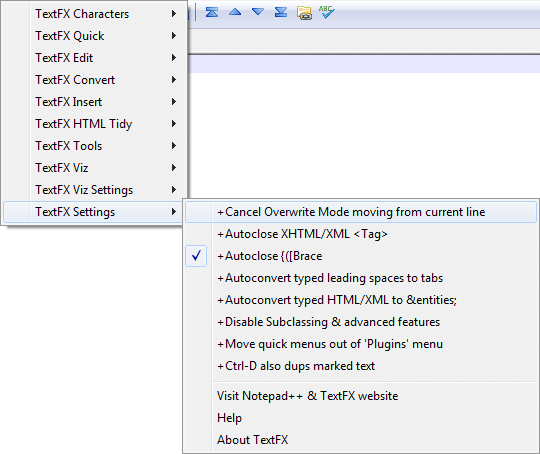 ABC
TextFX Characters
TextFX Quick
TextFX Edit
TextFX Convert
TextFX Insert
TextFX HTML Tidy
TextFX Tools
TextFX Viz
TextFX Viz Settings
TextFX Settings
+Cancel Overwrite Mode moving from current line
+Autoclose XHTML/XML <Tag>
+Autoclose {([Brace
+Autoconvert typed leading spaces to tabs
+Autoconvert typed HTML/XML to &entities;
+Disable Subclassing & advanced features
+Move quick menus out of 'Plugins' menu
+Ctrl-D also dups marked text
Visit Notepad++ & TextFX website
Help
About TextFX